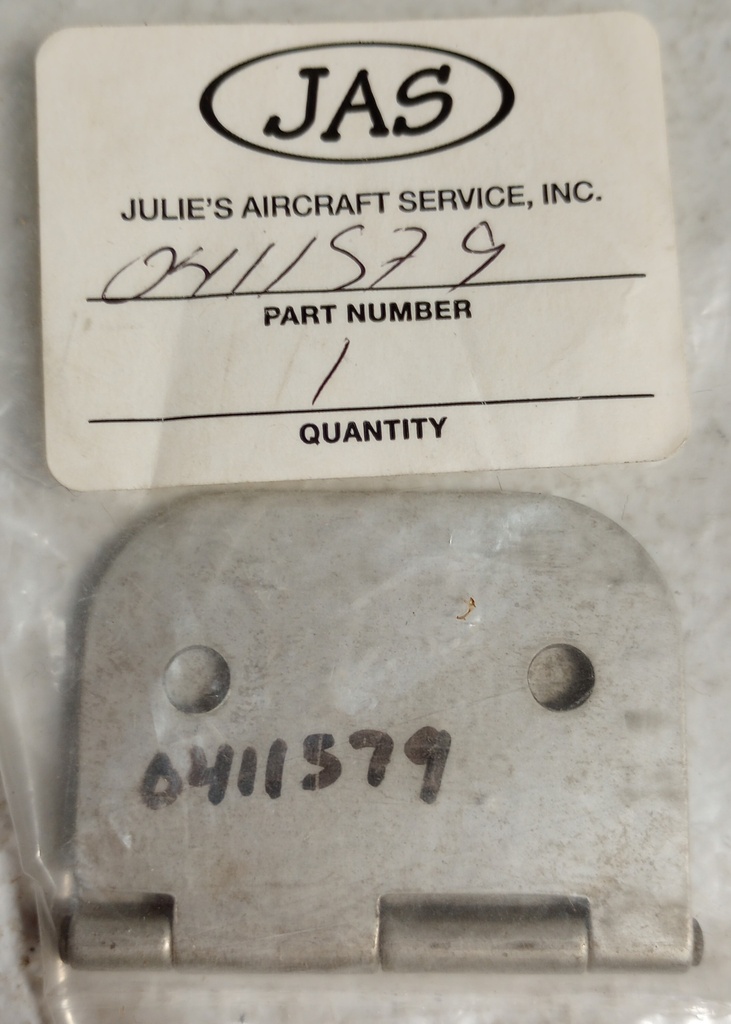 JAS
JULIE'S AIRCRAFT SERVICE, INC.
0411579
PART NUMBER
1
QUANTITY
0411579